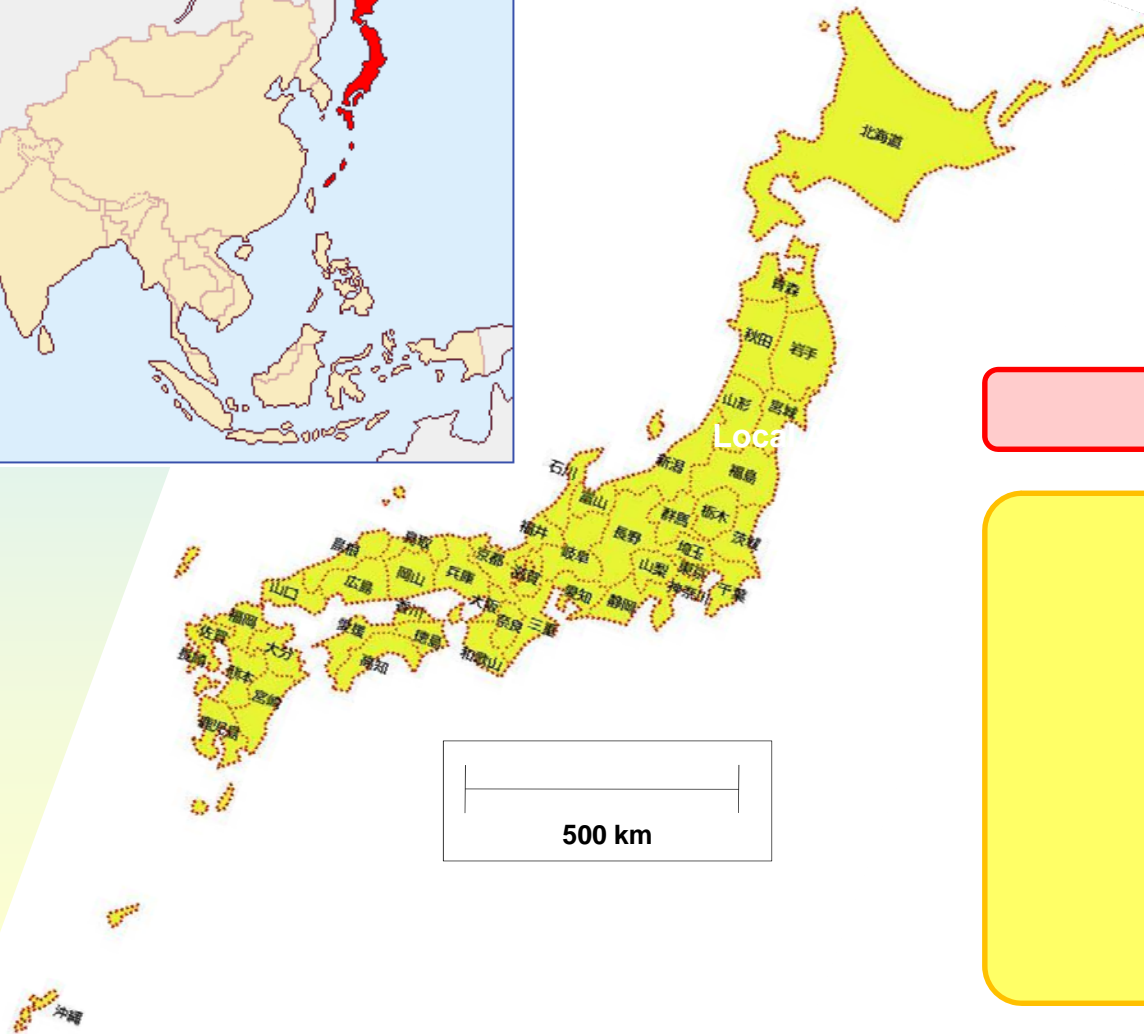 北海道
青森
秋田
岩手
山形
宮城
Loca
石川
新潟
福島
富山
群馬
栃木
福井
長野
茨城
島根
鳥取
京都
滋賀
岐阜
埼玉
東京
山梨
神奈川
千葉
山口
広島
岡山
兵庫
愛知
静岡
大阪
奈良
三重
香川
愛媛
徳島
和歌山
高知
福岡
佐賀
大分
長崎
熊本
宮崎
鹿児島
500 km
沖縄